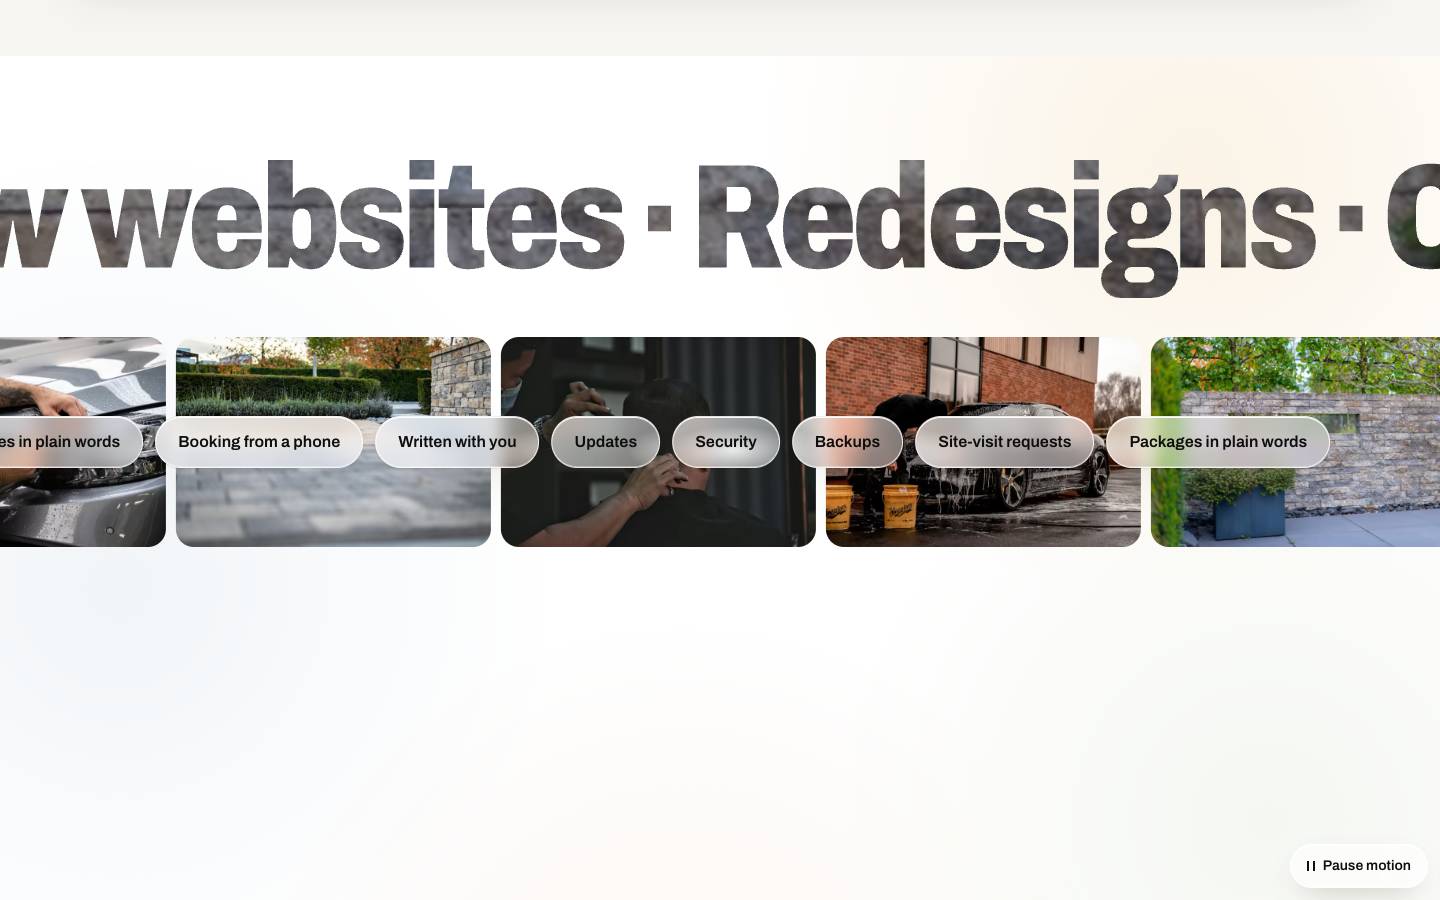 w websites · Redesigns ·
es in plain words Booking from a phone Written with you Updates Security Backups Site-visit requests Packages in plain words
Pause motion